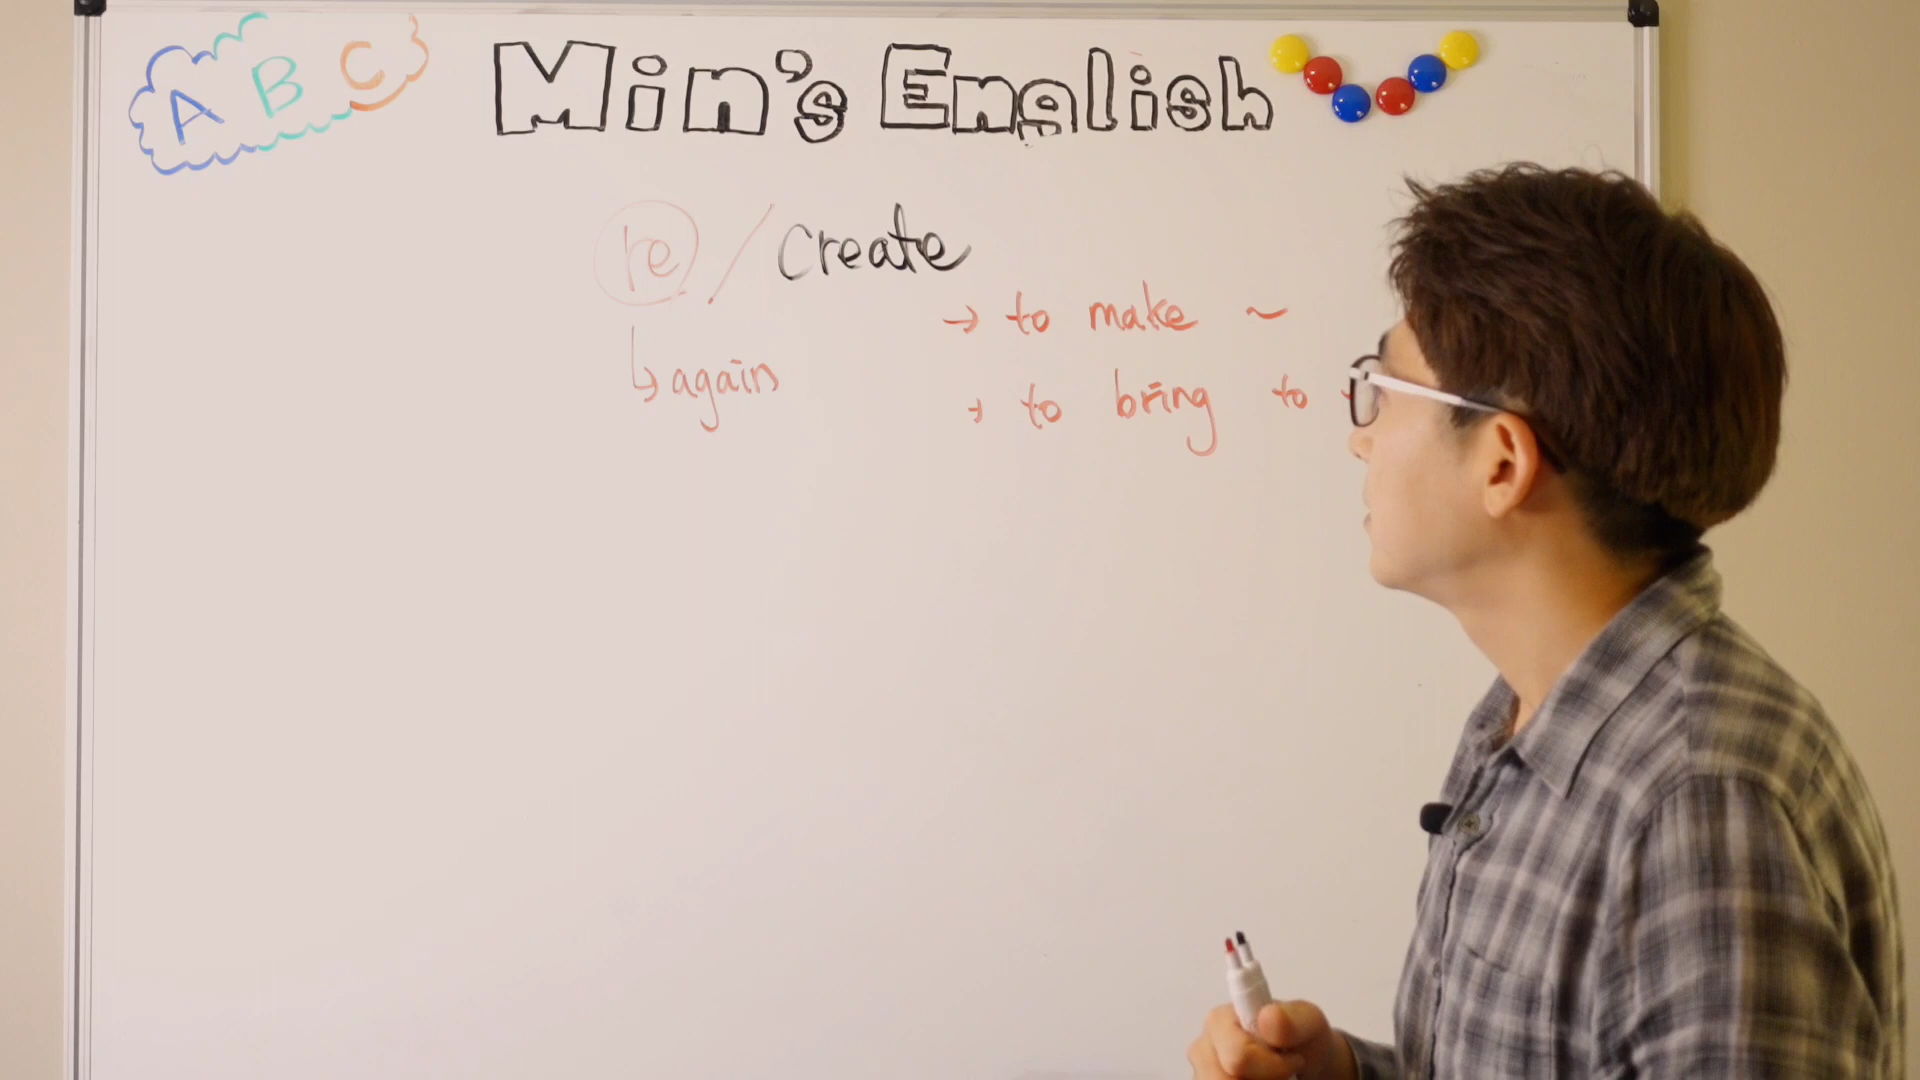 A B C
Min's English
re / create
→ to make ~
↳ again
→ to bring to